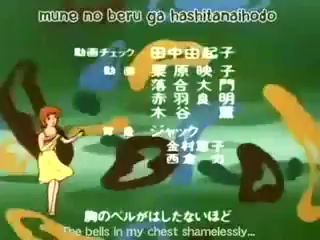 mune no beru ga hashitanaihodo
動画チェック 田中由起子
動画 栗原映子
落合大門
赤羽良明
木谷薫
背景 ジャック
金村恵子
西倉力
胸のベルがはしたないほど
The bells in my chest shamelessly...